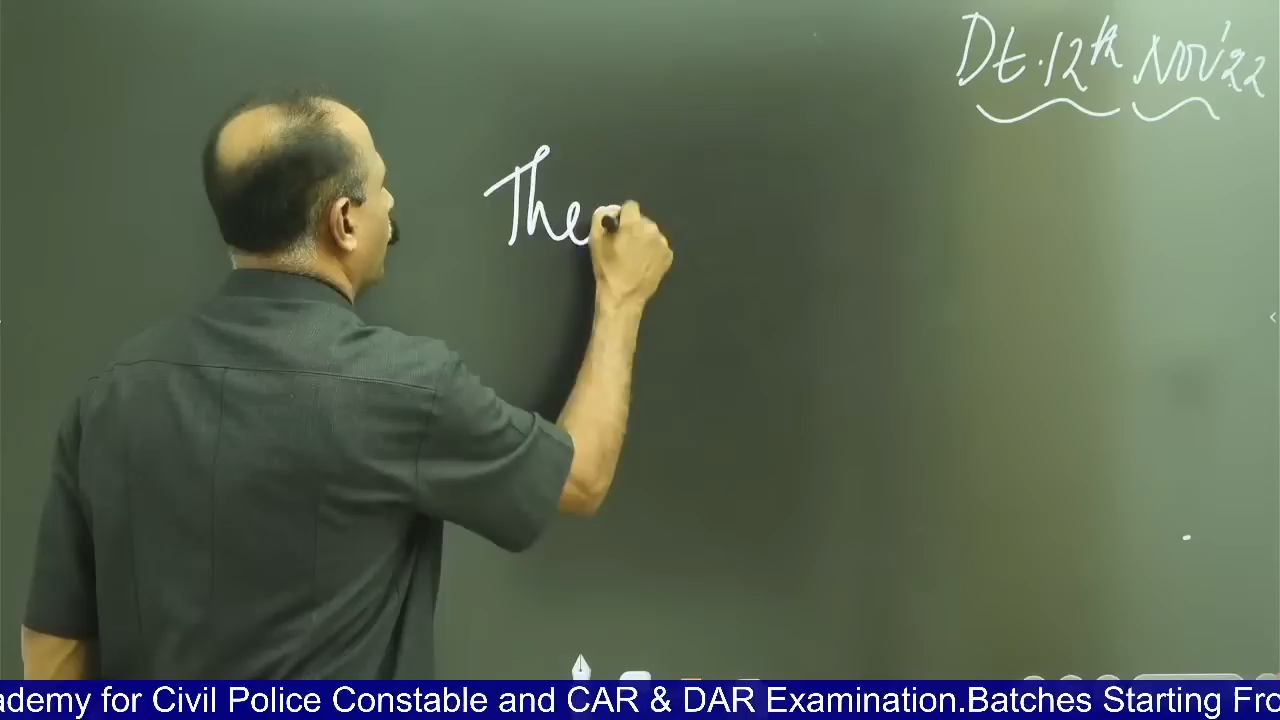 Dt. 12th Nov'22
The
ademy for Civil Police Constable and CAR & DAR Examination.Batches Starting Fro